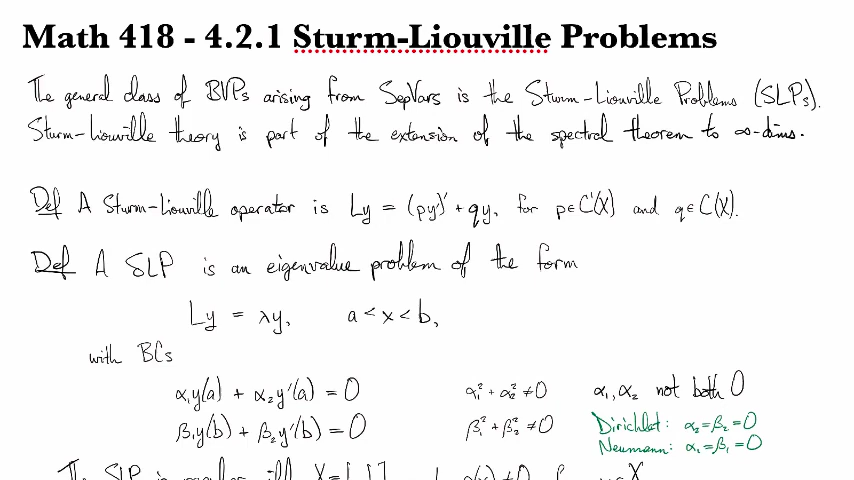 Math 418 - 4.2.1 Sturm-Liouville Problems
The general class of BVPs arising from SepVars is the Sturm-Liouville Problems (SLPs).
Sturm-Liouville theory is part of the extension of the spectral theorem to ∞-dims.
Def A Sturm-Liouville operator is Ly = (py')' + qy, for p∈C'(X) and q∈C(X).
Def A SLP is an eigenvalue problem of the form
Ly = λy, a < x < b,
with BCs
α₁y(a) + α₂y'(a) = 0 α₁² + α₂² ≠ 0 α₁, α₂ not both 0
β₁y(b) + β₂y'(b) = 0 β₁² + β₂² ≠ 0 Dirichlet: α₂=β₂=0
Neumann: α₁=β₁=0
The SLP is regular